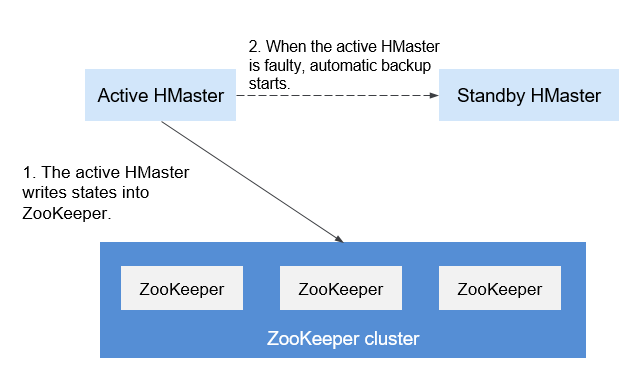 2. When the active HMaster
is faulty, automatic backup
starts.
Active HMaster
Standby HMaster
1. The active HMaster
writes states into
ZooKeeper.
ZooKeeper
ZooKeeper
ZooKeeper
ZooKeeper cluster